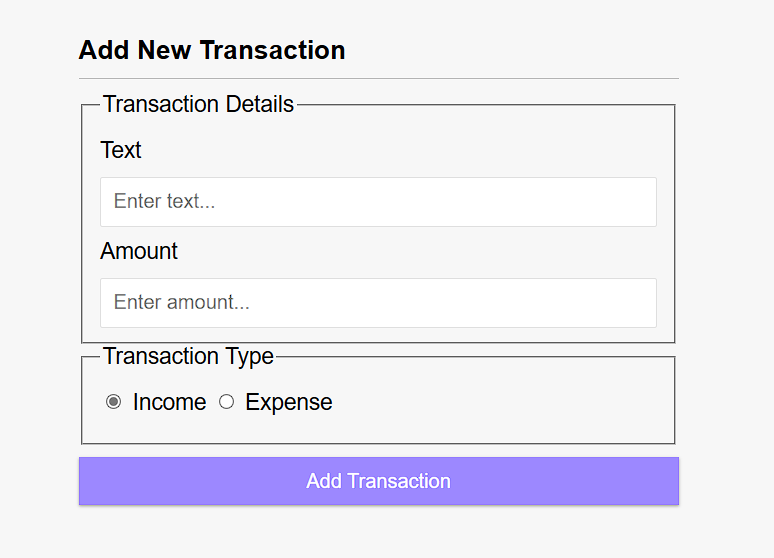 Add New Transaction
Transaction Details
Text
Enter text...
Amount
Enter amount...
Transaction Type
Income Expense
Add Transaction